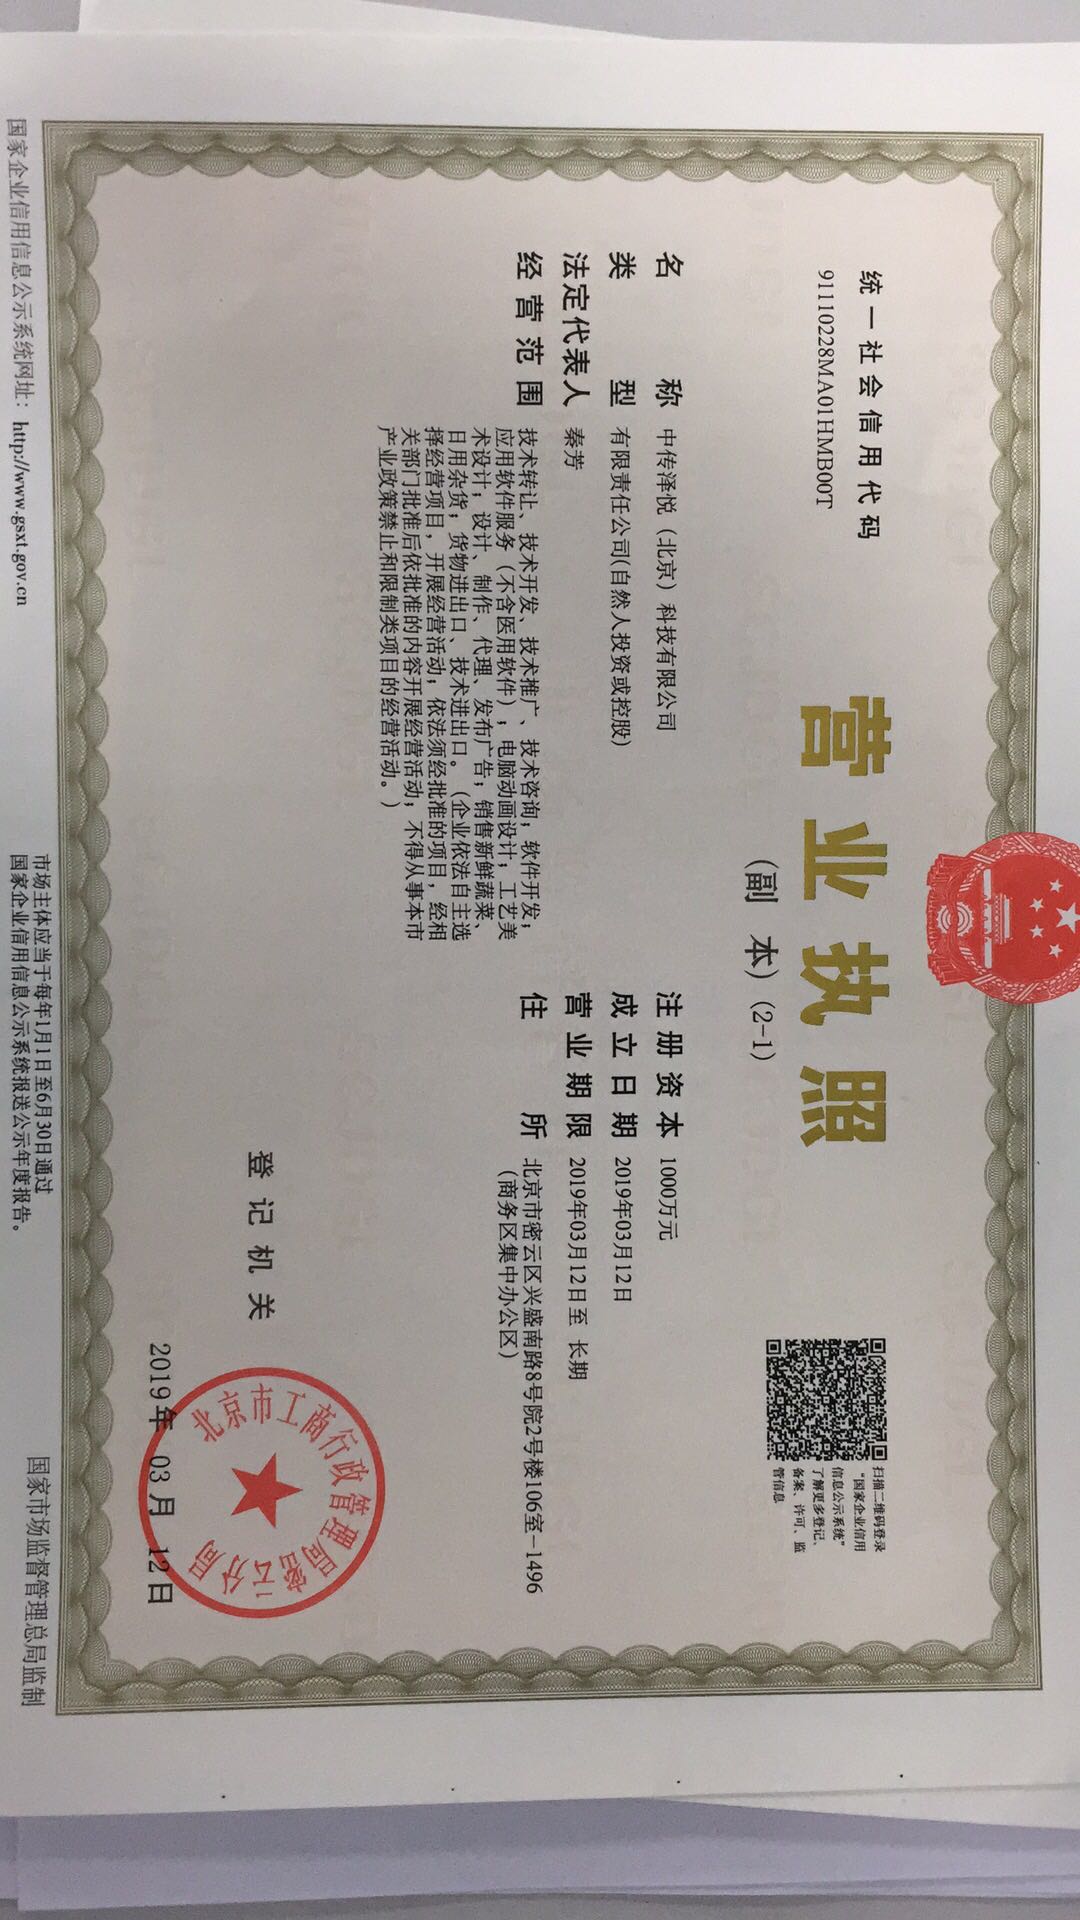 统一社会信用代码
91110228MA01HMB00T
营业执照
(副 本) (2-1)
扫描二维码登录
“国家企业信用
信息公示系统”
了解更多登记、
备案、许可、监
管信息
名 称 中传泽悦（北京）科技有限公司
类 型 有限责任公司(自然人投资或控股)
法定代表人 秦芳
经营范围 技术转让、技术开发、技术推广、技术咨询；软件开发；
应用软件服务（不含医用软件）；电脑动画设计；工艺美
术设计；设计、制作、代理、发布广告；销售新鲜蔬菜、
日用杂货；货物进出口、技术进出口。（企业依法自主选
择经营项目，开展经营活动；依法须经批准的项目，经相
关部门批准后依批准的内容开展经营活动；不得从事本市
产业政策禁止和限制类项目的经营活动。）
注册资本 1000万元
成立日期 2019年03月12日
营业期限 2019年03月12日至 长期
住 所 北京市密云区兴盛南路8号院2号楼106室-1496
（商务区集中办公区）
登记机关
北京市工商行政管理局密云分局
2019年 03月 12日
国家企业信用信息公示系统网址：http://www.gsxt.gov.cn
市场主体应当于每年1月1日至6月30日通过
国家企业信用信息公示系统报送公示年度报告。
国家市场监督管理总局监制